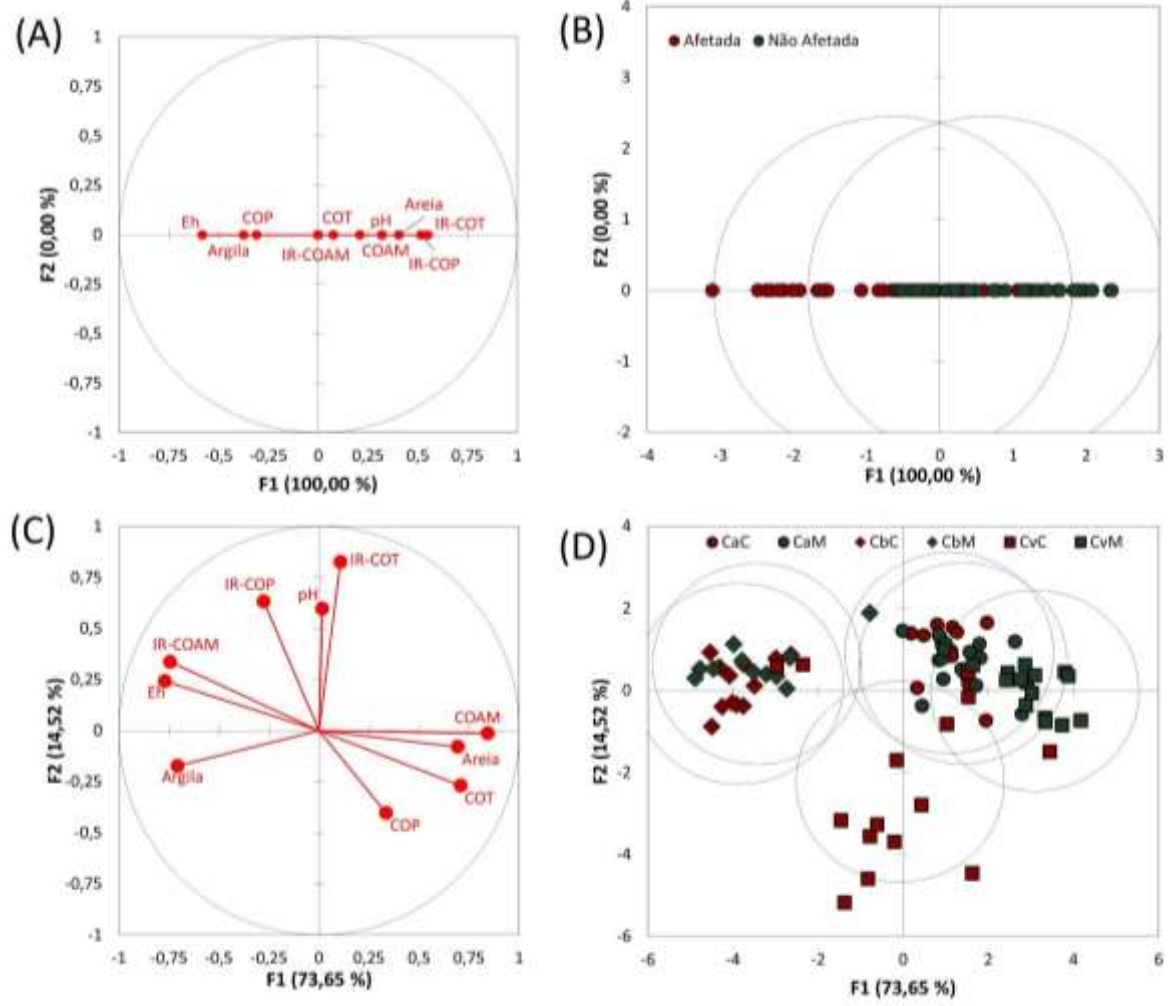 (A)
1
0,75
0,5
0,25
0
-0,25
-0,5
-0,75
-1
F2 (0,00 %)
Eh
COP
COT
pH
Areia
IR-COT
Argila
IR-COAM
COAM
IR-COP
-1 -0,75 -0,5 -0,25 0 0,25 0,5 0,75 1
F1 (100,00 %)
(B)
Afetada Não Afetada
4
3
2
1
0
-1
-2
F2 (0,00 %)
-4 -3 -2 -1 0 1 2 3
F1 (100,00 %)
(C)
1
0,75
0,5
0,25
0
-0,25
-0,5
-0,75
-1
F2 (14,52 %)
IR-COT
IR-COP
pH
IR-COAM
Eh
COAM
Areia
Argila
COT
COP
-1 -0,75 -0,5 -0,25 0 0,25 0,5 0,75 1
F1 (73,65 %)
(D)
CaC CaM CbC CbM CvC CvM
4
2
0
-2
-4
-6
F2 (14,52 %)
-6 -4 -2 0 2 4 6
F1 (73,65 %)